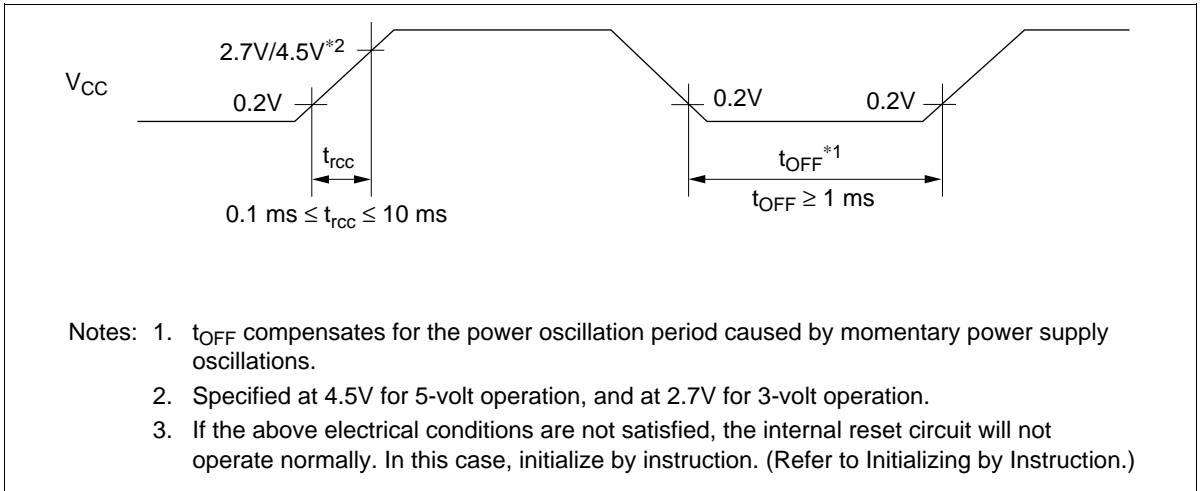 2.7V/4.5V*2
VCC
0.2V
0.2V
0.2V
trcc
tOFF*1
tOFF ≥ 1 ms
0.1 ms ≤ trcc ≤ 10 ms
Notes: 1. tOFF compensates for the power oscillation period caused by momentary power supply
oscillations.
2. Specified at 4.5V for 5-volt operation, and at 2.7V for 3-volt operation.
3. If the above electrical conditions are not satisfied, the internal reset circuit will not
operate normally. In this case, initialize by instruction. (Refer to Initializing by Instruction.)